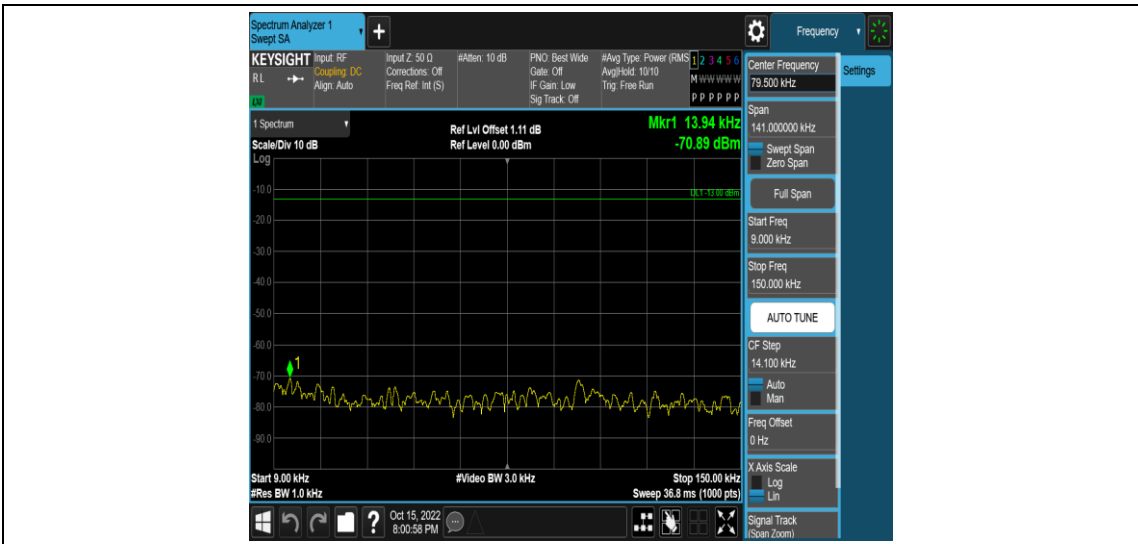 Spectrum Analyzer 1
Swept SA
+
Frequency
KEYSIGHT
RL
LXI
Input: RF
Coupling: DC
Align: Auto
Input Z: 50 Ω
Corrections: Off
Freq Ref: Int (S)
#Atten: 10 dB
PNO: Best Wide
Gate: Off
IF Gain: Low
Sig Track: Off
#Avg Type: Power (RMS
Avg|Hold: 10/10
Trig: Free Run
1 2 3 4 5 6
M W W W W W
P P P P P P
Center Frequency
79.500 kHz
Settings
Span
141.000000 kHz
Swept Span
Zero Span
Full Span
Start Freq
9.000 kHz
Stop Freq
150.000 kHz
AUTO TUNE
CF Step
14.100 kHz
Auto
Man
Freq Offset
0 Hz
X Axis Scale
Log
Lin
Signal Track
(Span Zoom)
1 Spectrum
Scale/Div 10 dB
Log
Ref Lvl Offset 1.11 dB
Ref Level 0.00 dBm
Mkr1 13.94 kHz
-70.89 dBm
DL1 -13.00 dBm
-10.0
-20.0
-30.0
-40.0
-50.0
-60.0
-70.0
-80.0
-90.0
1
Start 9.00 kHz
#Res BW 1.0 kHz
#Video BW 3.0 kHz
Stop 150.00 kHz
Sweep 36.8 ms (1000 pts)
?
Oct 15, 2022
8:00:58 PM